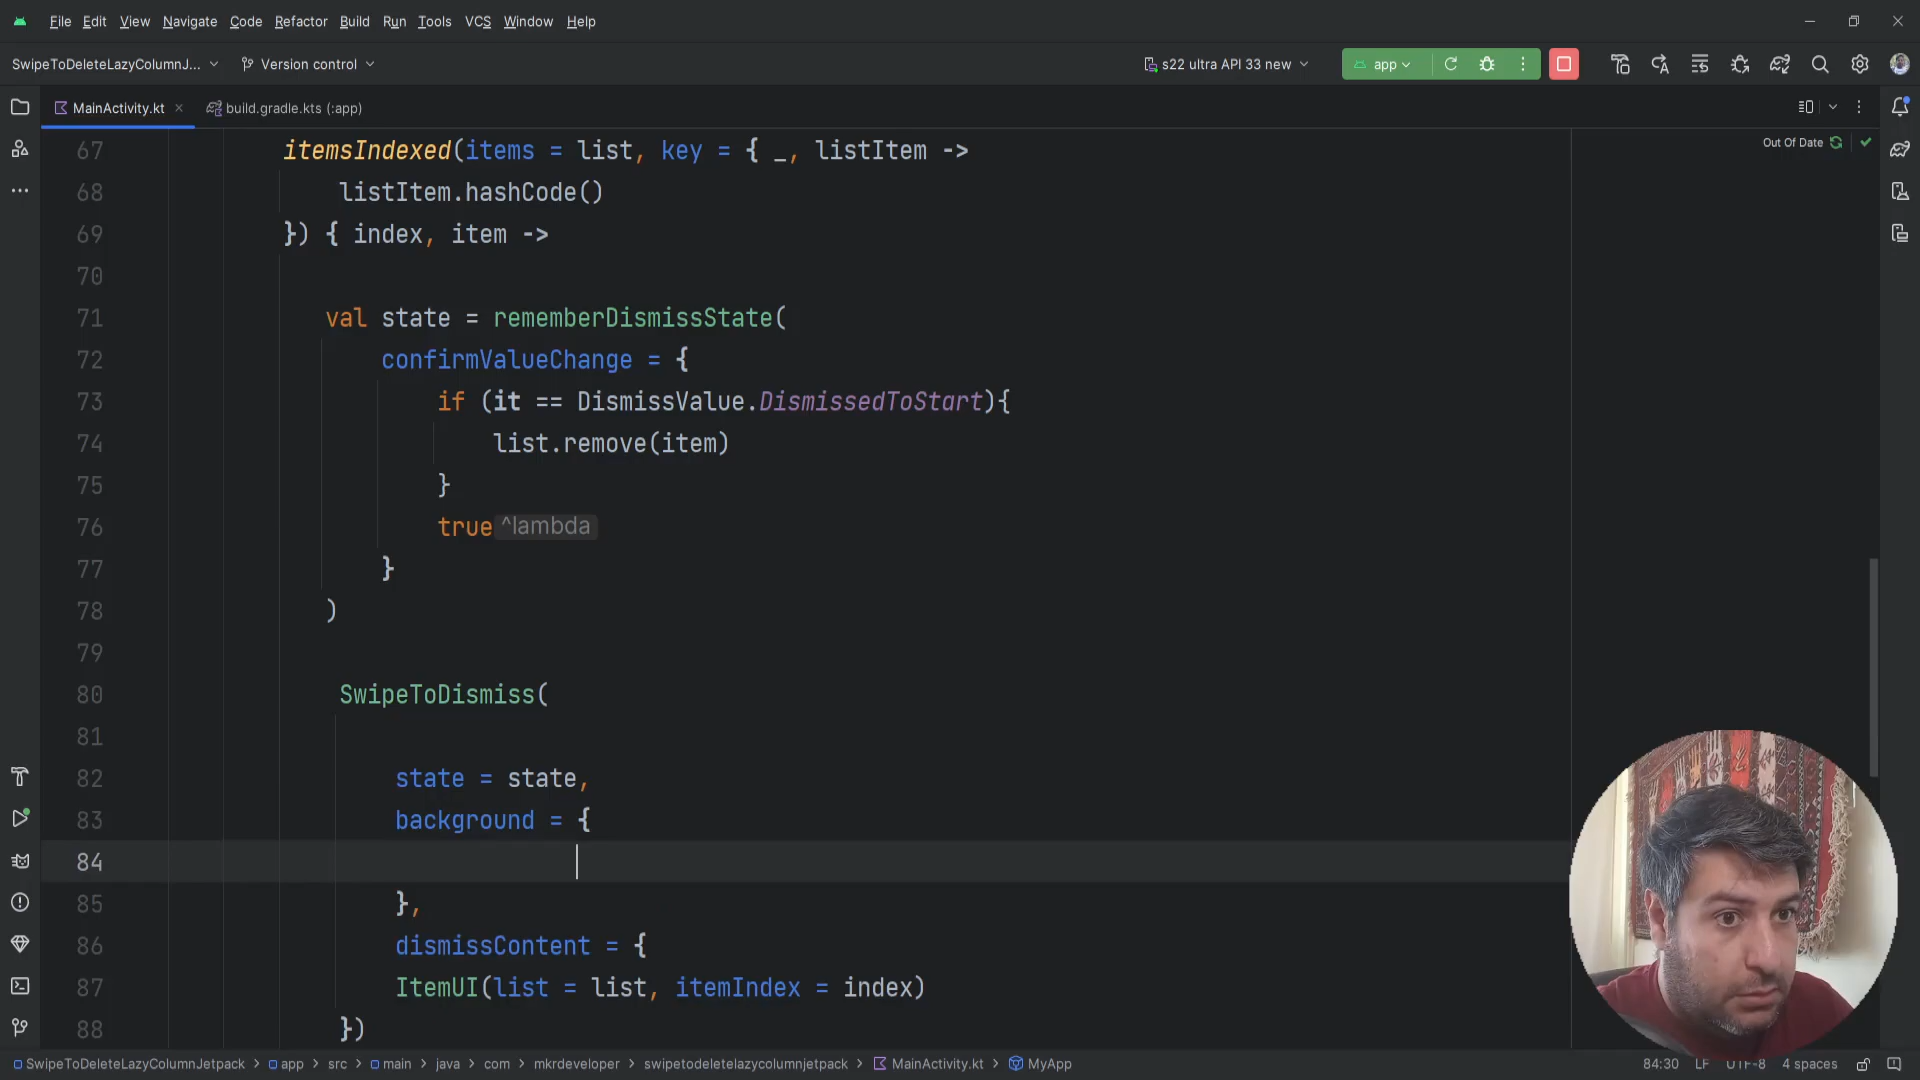 File Edit View Navigate Code Refactor Build Run Tools VCS Window Help
SwipeToDeleteLazyColumnJ... Version control s22 ultra API 33 new app
MainActivity.kt build.gradle.kts (:app)
Out Of Date
67 itemsIndexed(items = list, key = { _, listItem ->
68 listItem.hashCode()
69 }) { index, item ->
70
71 val state = rememberDismissState(
72 confirmValueChange = {
73 if (it == DismissValue.DismissedToStart){
74 list.remove(item)
75 }
76 true ^lambda
77 }
78 )
79
80 SwipeToDismiss(
81
82 state = state,
83 background = {
84
85 },
86 dismissContent = {
87 ItemUI(list = list, itemIndex = index)
88 })
SwipeToDeleteLazyColumnJetpack > app > src > main > java > com > mkrdeveloper > swipetodeletelazycolumnjetpack > MainActivity.kt > MyApp 84:30 LF UTF-8 4 spaces